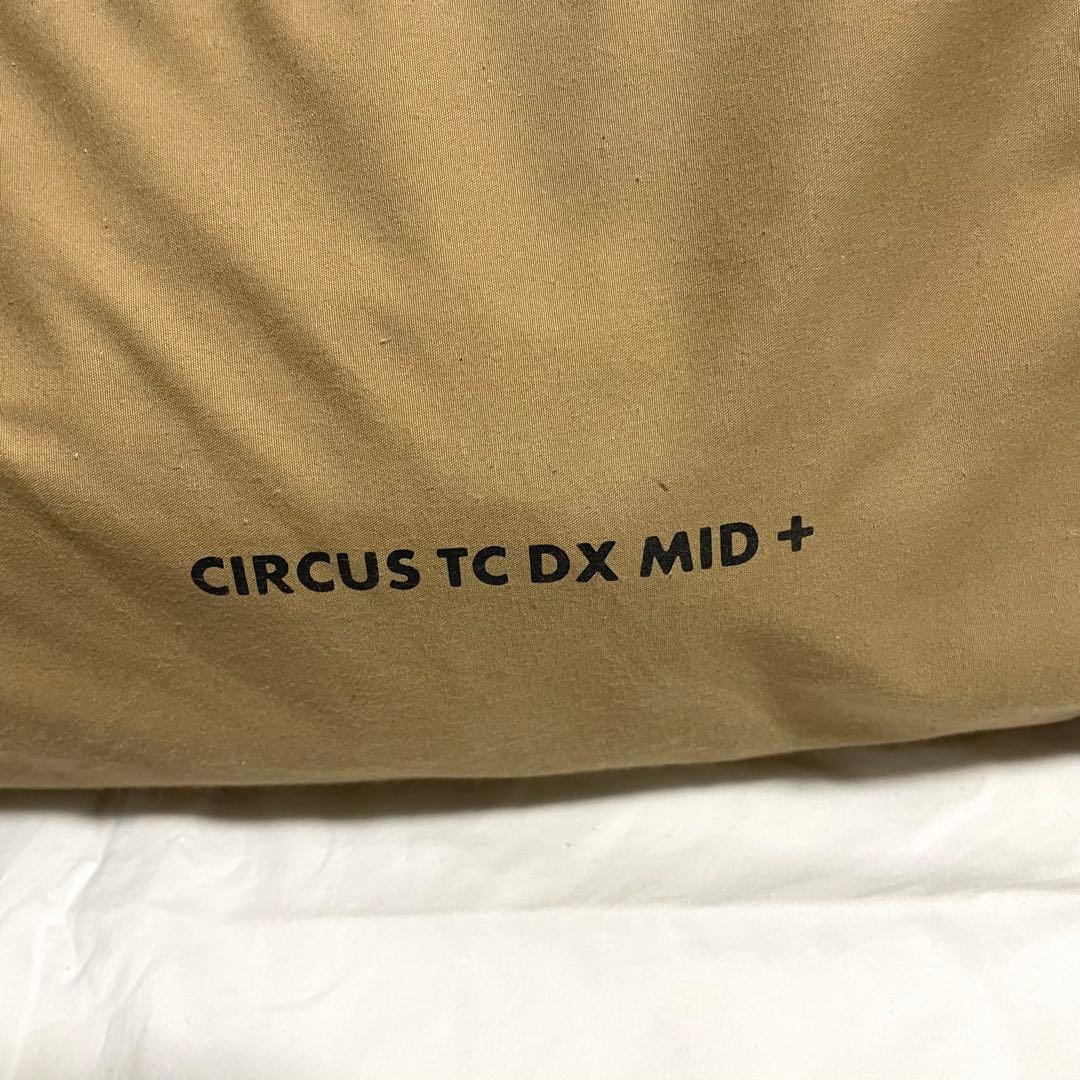 CIRCUS TC DX MID +